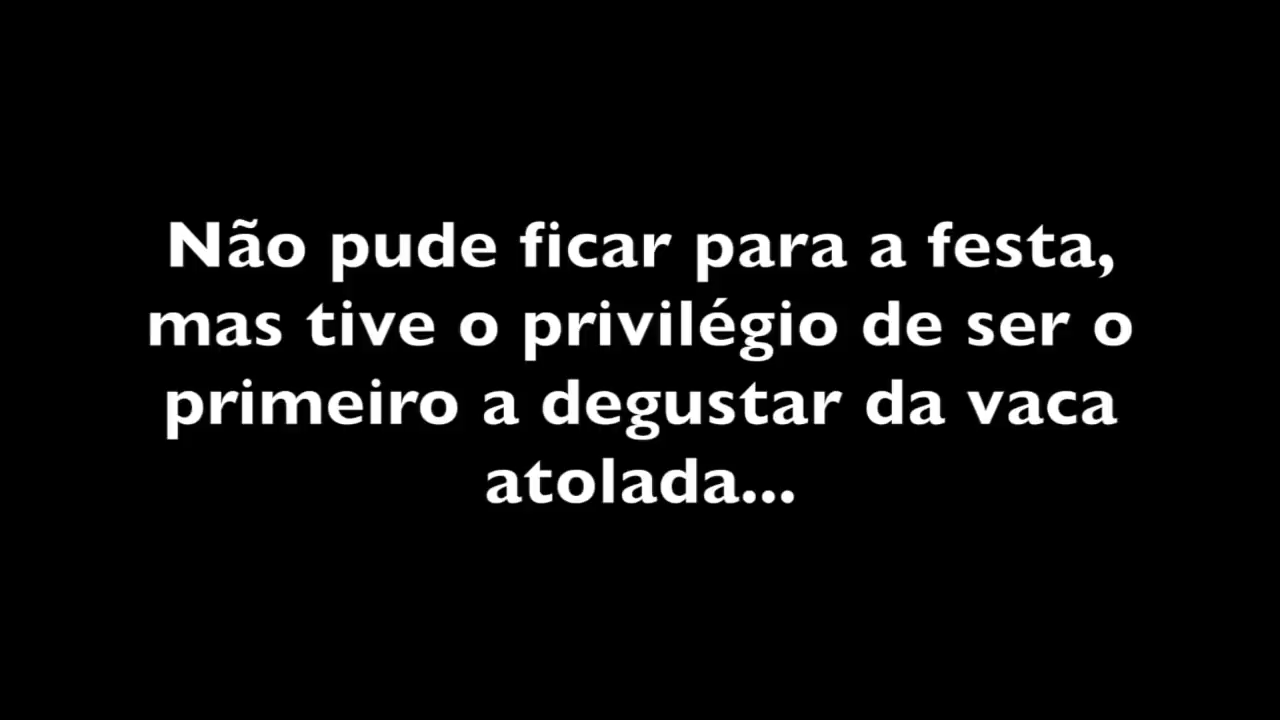 Não pude ficar para a festa,
mas tive o privilégio de ser o
primeiro a degustar da vaca
atolada...